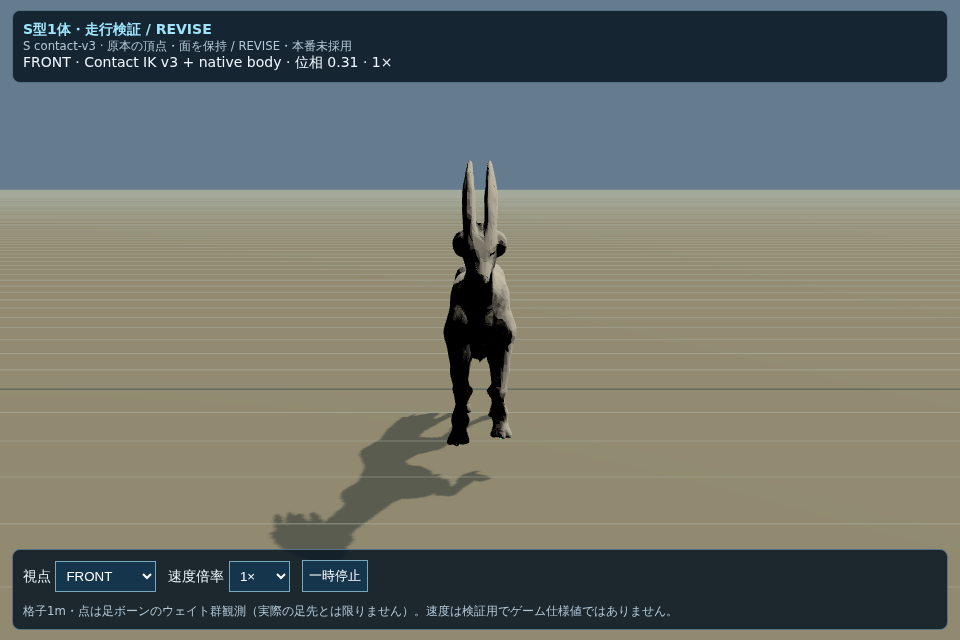 S型1体・走行検証 / REVISE
S contact-v3 · 原本の頂点・面を保持 / REVISE・本番未採用
FRONT · Contact IK v3 + native body · 位相 0.31 · 1×
視点 FRONT 速度倍率 1× 一時停止
格子1m・点は足ボーンのウェイト群観測（実際の足先とは限りません）。速度は検証用でゲーム仕様値ではありません。